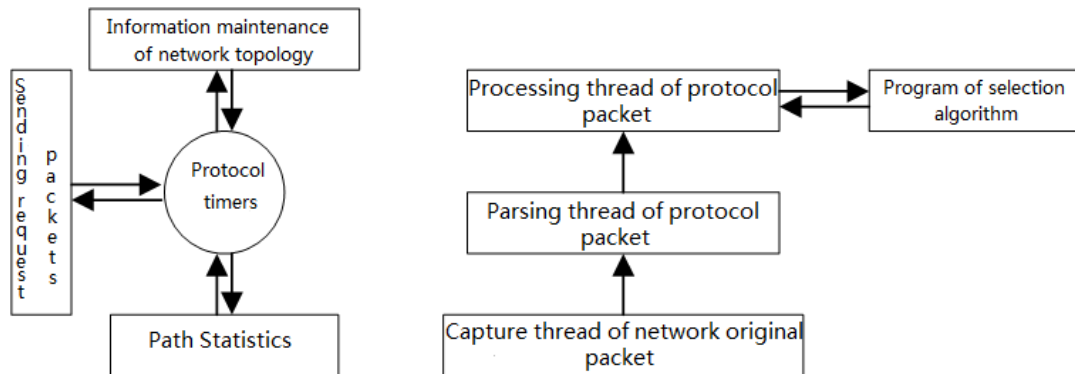 Information maintenance
of network topology
Sending request
packets
Protocol
timers
Path Statistics
Processing thread of protocol
packet
Program of selection
algorithm
Parsing thread of protocol
packet
Capture thread of network original
packet